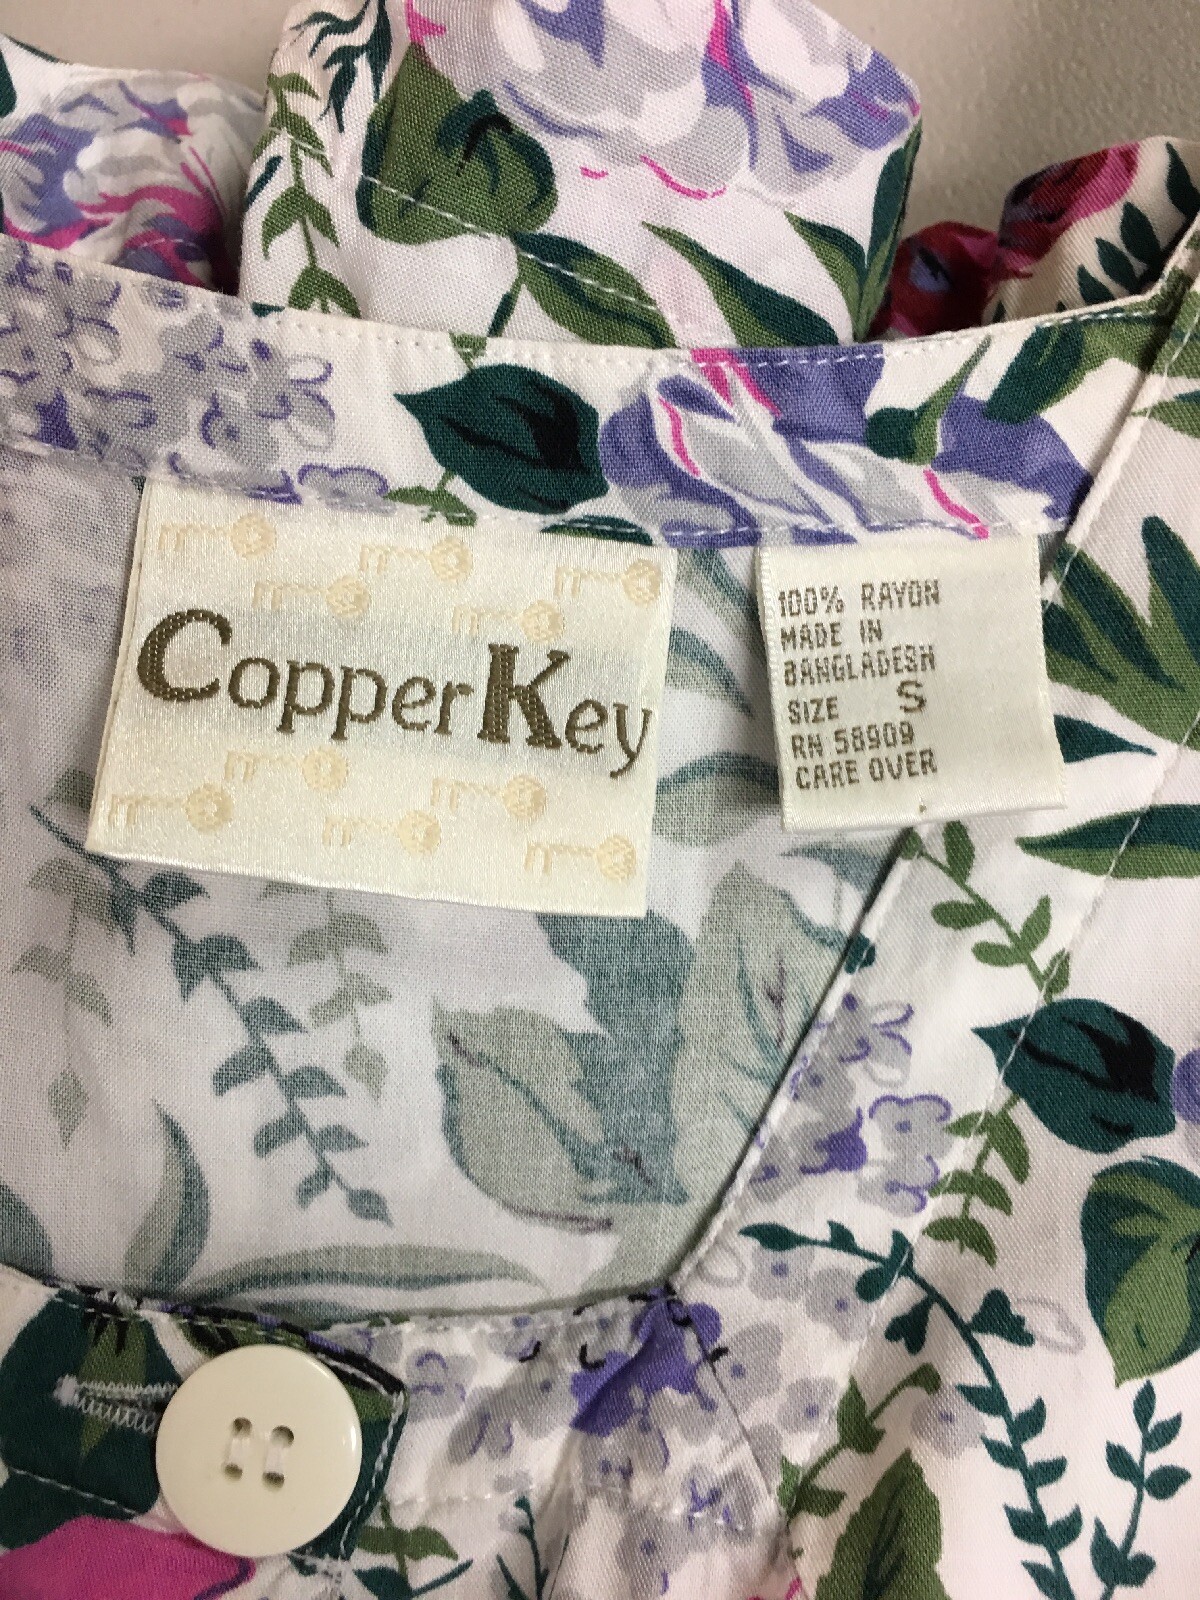 CopperKey
100% RAYON
MADE IN
BANGLADESH
SIZE S
RN 58909
CARE OVER